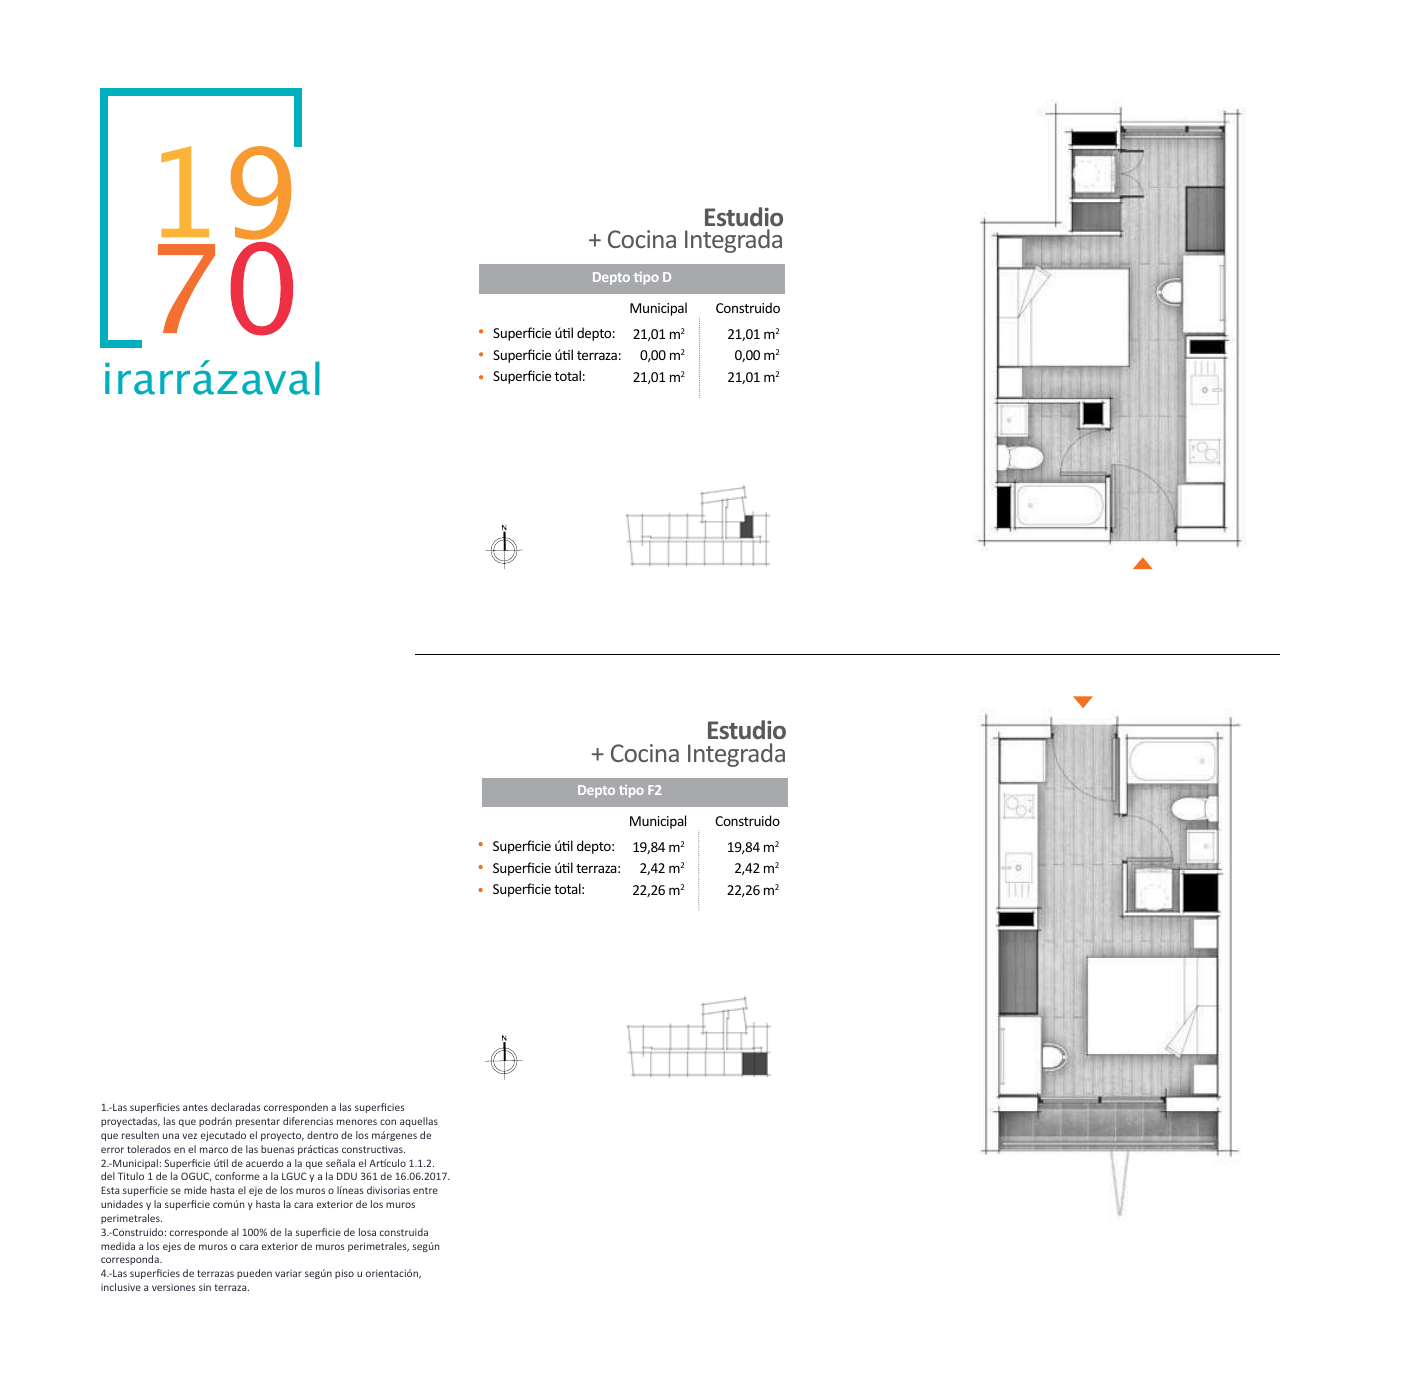 19
70
irarrázaval
Estudio
+ Cocina Integrada
Depto tipo D
Municipal Construido
• Superficie útil depto: 21,01 m² 21,01 m²
• Superficie útil terraza: 0,00 m² 0,00 m²
• Superficie total: 21,01 m² 21,01 m²
N
Estudio
+ Cocina Integrada
Depto tipo F2
Municipal Construido
• Superficie útil depto: 19,84 m² 19,84 m²
• Superficie útil terraza: 2,42 m² 2,42 m²
• Superficie total: 22,26 m² 22,26 m²
N
1.-Las superficies antes declaradas corresponden a las superficies
proyectadas, las que podrán presentar diferencias menores con aquellas
que resulten una vez ejecutado el proyecto, dentro de los márgenes de
error tolerados en el marco de las buenas prácticas constructivas.
2.-Municipal: Superficie útil de acuerdo a la que señala el Artículo 1.1.2.
del Titulo 1 de la OGUC, conforme a la LGUC y a la DDU 361 de 16.06.2017.
Esta superficie se mide hasta el eje de los muros o líneas divisorias entre
unidades y la superficie común y hasta la cara exterior de los muros
perimetrales.
3.-Construido: corresponde al 100% de la superficie de losa construida
medida a los ejes de muros o cara exterior de muros perimetrales, según
corresponda.
4.-Las superficies de terrazas pueden variar según piso u orientación,
inclusive a versiones sin terraza.